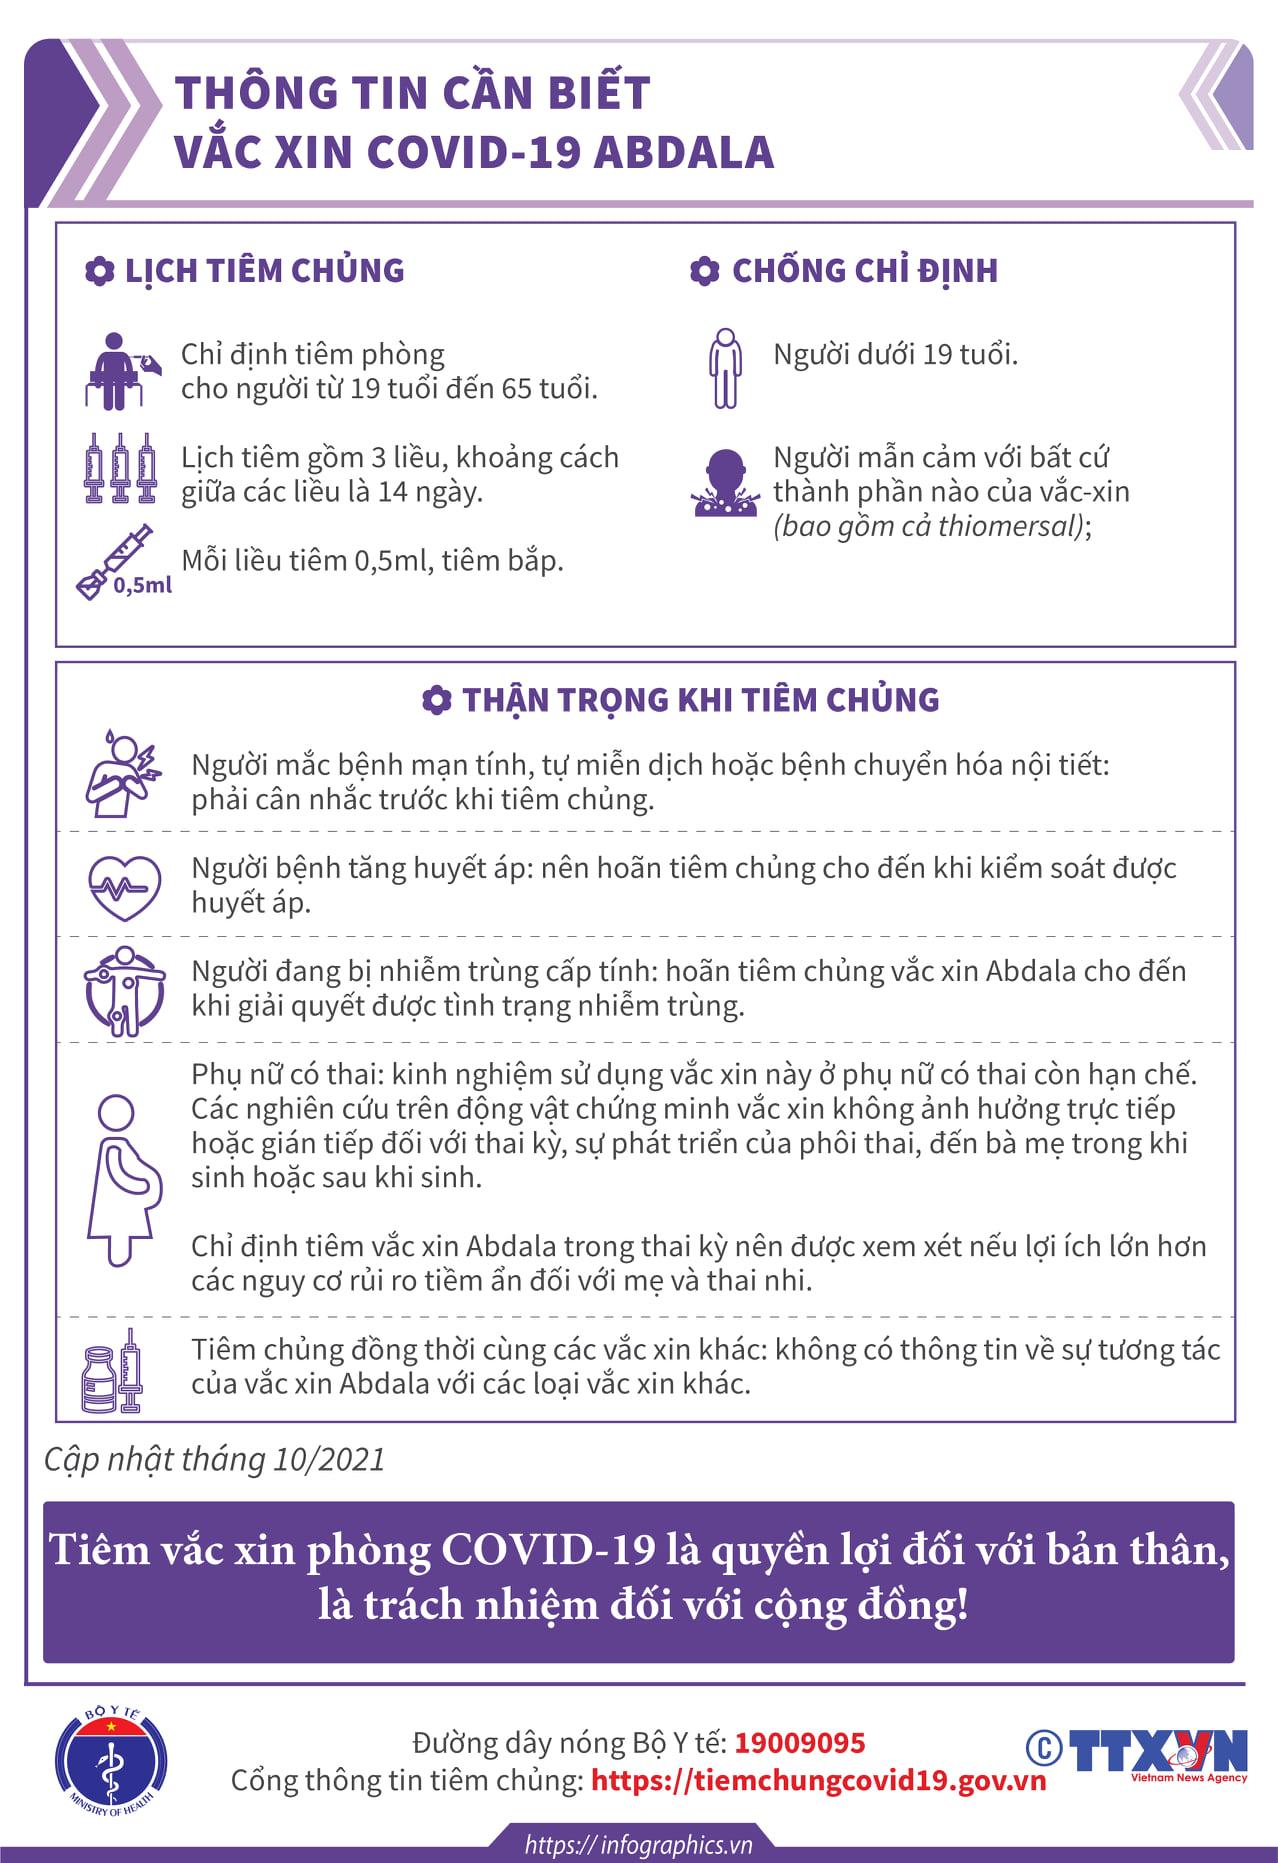 THÔNG TIN CẦN BIẾT
VẮC XIN COVID-19 ABDALA
LỊCH TIÊM CHỦNG
Chỉ định tiêm phòng
cho người từ 19 tuổi đến 65 tuổi.
Lịch tiêm gồm 3 liều, khoảng cách
giữa các liều là 14 ngày.
Mỗi liều tiêm 0,5ml, tiêm bắp.
0,5ml
CHỐNG CHỈ ĐỊNH
Người dưới 19 tuổi.
Người mẫn cảm với bất cứ
thành phần nào của vắc-xin
(bao gồm cả thiomersal);
THẬN TRỌNG KHI TIÊM CHỦNG
Người mắc bệnh mạn tính, tự miễn dịch hoặc bệnh chuyển hóa nội tiết:
phải cân nhắc trước khi tiêm chủng.
Người bệnh tăng huyết áp: nên hoãn tiêm chủng cho đến khi kiểm soát được
huyết áp.
Người đang bị nhiễm trùng cấp tính: hoãn tiêm chủng vắc xin Abdala cho đến
khi giải quyết được tình trạng nhiễm trùng.
Phụ nữ có thai: kinh nghiệm sử dụng vắc xin này ở phụ nữ có thai còn hạn chế.
Các nghiên cứu trên động vật chứng minh vắc xin không ảnh hưởng trực tiếp
hoặc gián tiếp đối với thai kỳ, sự phát triển của phôi thai, đến bà mẹ trong khi
sinh hoặc sau khi sinh.
Chỉ định tiêm vắc xin Abdala trong thai kỳ nên được xem xét nếu lợi ích lớn hơn
các nguy cơ rủi ro tiềm ẩn đối với mẹ và thai nhi.
Tiêm chủng đồng thời cùng các vắc xin khác: không có thông tin về sự tương tác
của vắc xin Abdala với các loại vắc xin khác.
Cập nhật tháng 10/2021
Tiêm vắc xin phòng COVID-19 là quyền lợi đối với bản thân,
là trách nhiệm đối với cộng đồng!
BỘ Y TẾ
MINISTRY OF HEALTH
Đường dây nóng Bộ Y tế: 19009095
Cổng thông tin tiêm chủng: https://tiemchungcovid19.gov.vn
© TTXVN
Vietnam News Agency
https:// infographics.vn